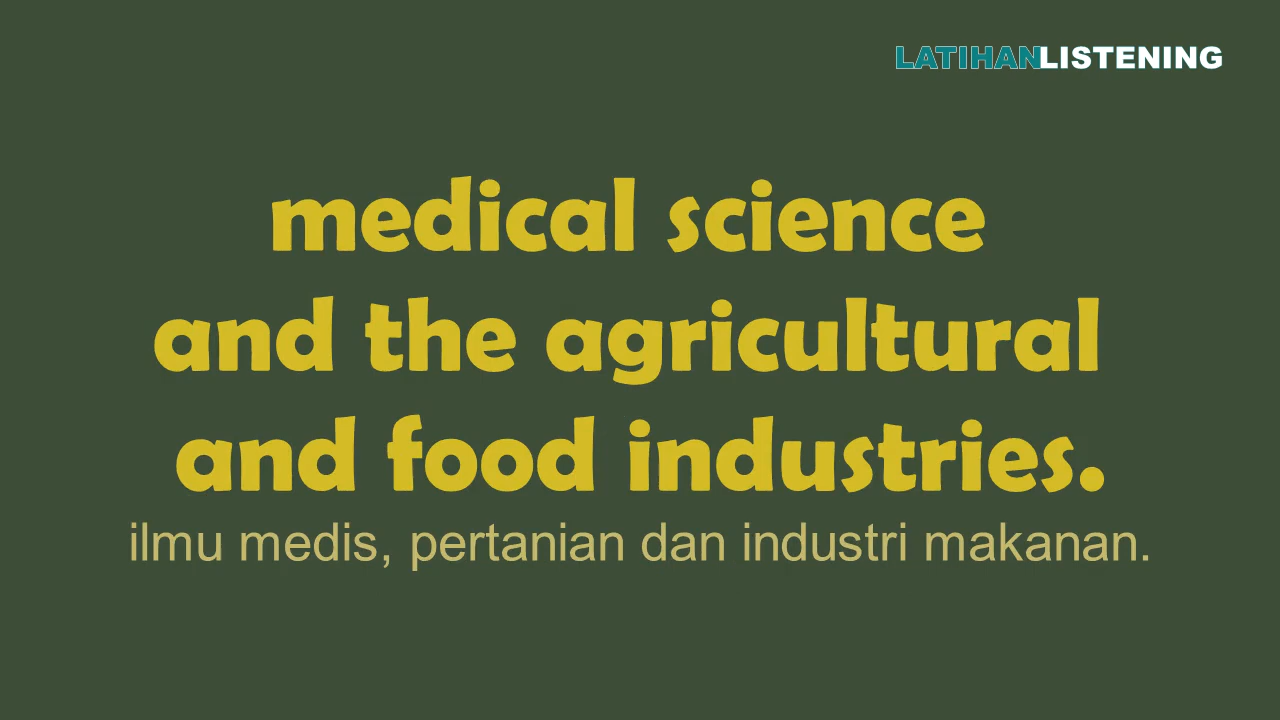 LATIHANLISTENING
medical science
and the agricultural
and food industries.
ilmu medis, pertanian dan industri makanan.